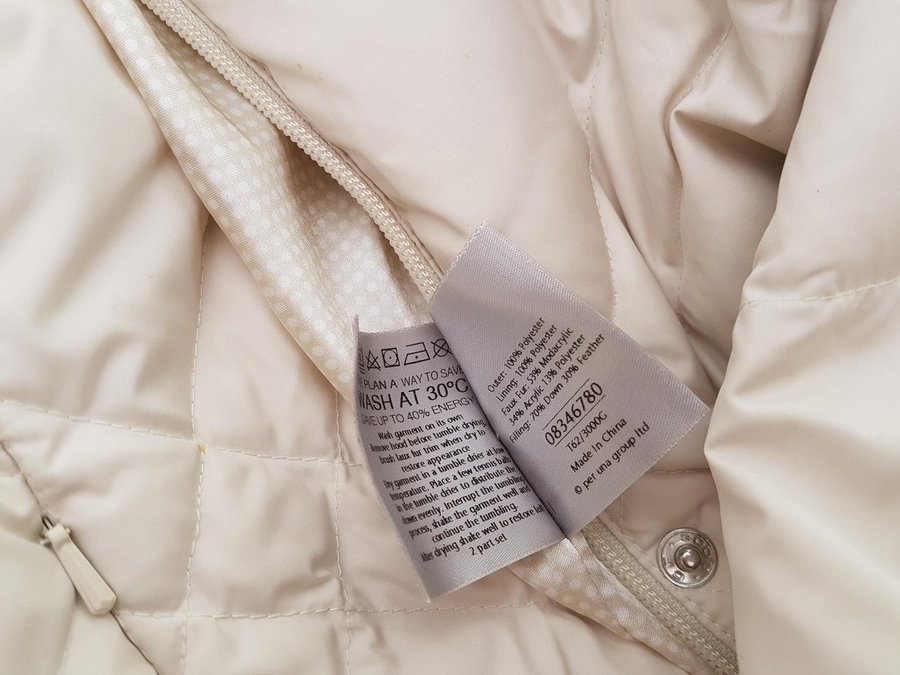 PLAN A WAY TO SAVE
WASH AT 30°C
SAVE UP TO 40% ENERGY
Wash garment on its own
Remove hood before tumble drying,
brush faux fur trim when dry to
restore appearance
Dry garment in a tumble drier at low
temperature. Place a few tennis balls
in the tumble drier to distribute the
down evenly. Interrupt the tumbling
process, shake the garment well and
continue the tumbling.
After drying shake well to restore loft
2 part set
Outer: 100% Polyester
Lining: 100% Polyester
Faux Fur: 53% Modacrylic
34% Acrylic 13% Polyester
Filling: 70% Down 30% Feather
08346780
T62/3000G
Made in China
© per una group ltd